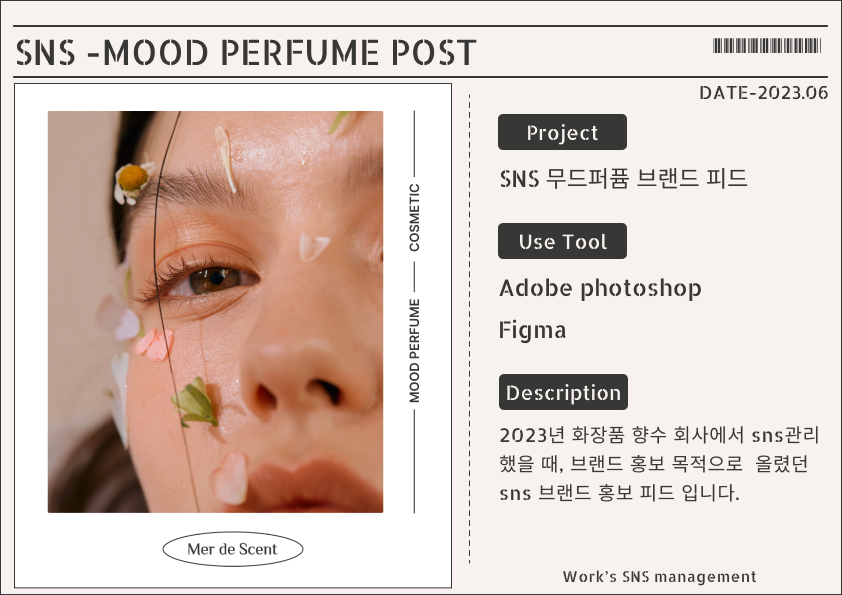 SNS -MOOD PERFUME POST
DATE-2023.06
COSMETIC
MOOD PERFUME
Mer de Scent
Project
SNS 무드퍼퓸 브랜드 피드
Use Tool
Adobe photoshop
Figma
Description
2023년 화장품 향수 회사에서 sns관리
했을 때, 브랜드 홍보 목적으로 올렸던
sns 브랜드 홍보 피드 입니다.
Work's SNS management